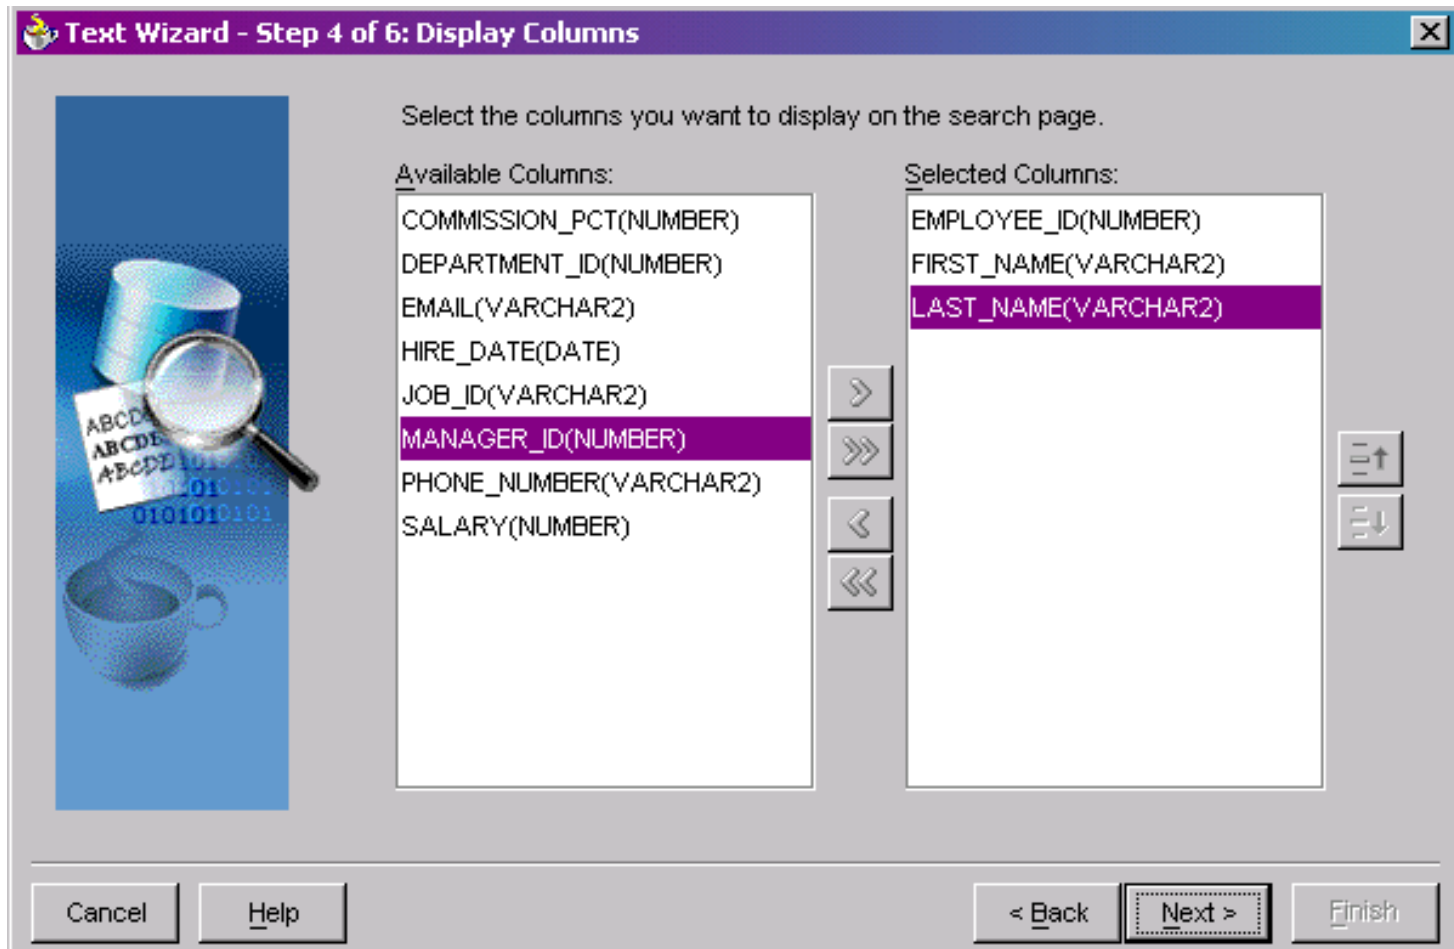 Text Wizard - Step 4 of 6: Display Columns
Select the columns you want to display on the search page.
Available Columns:
COMMISSION_PCT(NUMBER)
DEPARTMENT_ID(NUMBER)
EMAIL(VARCHAR2)
HIRE_DATE(DATE)
JOB_ID(VARCHAR2)
MANAGER_ID(NUMBER)
PHONE_NUMBER(VARCHAR2)
SALARY(NUMBER)
Selected Columns:
EMPLOYEE_ID(NUMBER)
FIRST_NAME(VARCHAR2)
LAST_NAME(VARCHAR2)
Cancel
Help
< Back
Next >
Finish